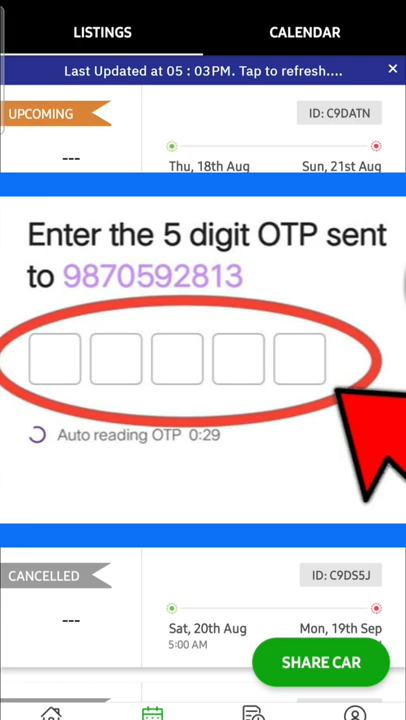 LISTINGS CALENDAR
Last Updated at 05 : 03PM. Tap to refresh.... ×
UPCOMING ID: C9DATN
---
Thu, 18th Aug Sun, 21st Aug
Enter the 5 digit OTP sent
to 9870592813
Auto reading OTP 0:29
CANCELLED ID: C9DS5J
---
Sat, 20th Aug Mon, 19th Sep
5:00 AM
SHARE CAR